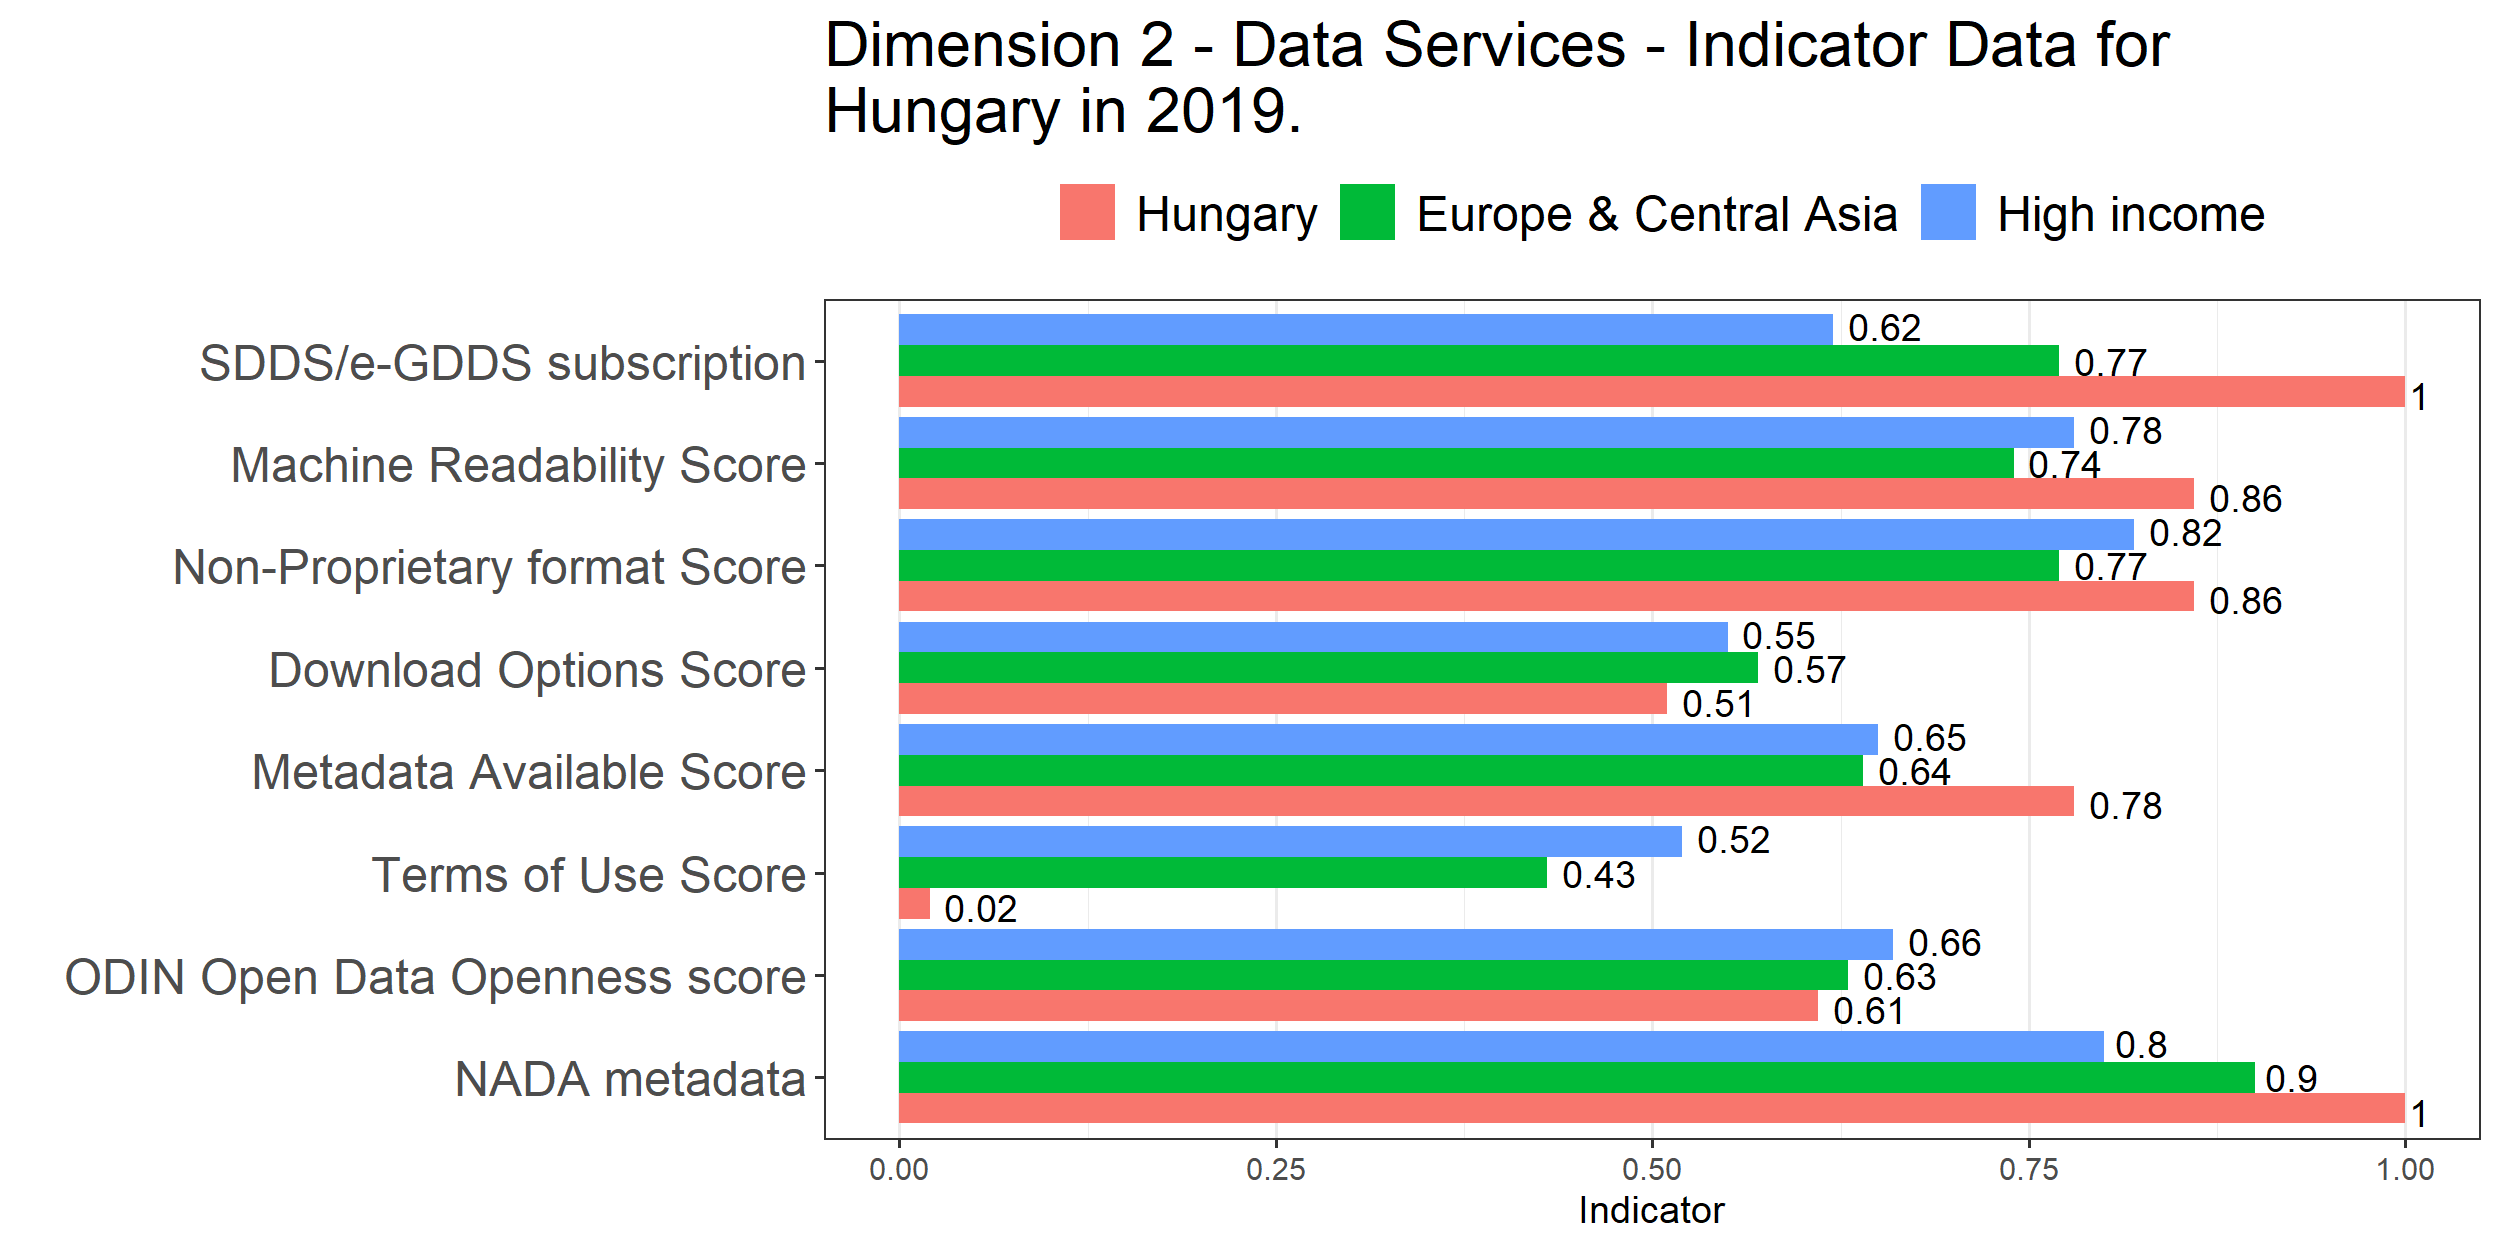 Dimension 2 - Data Services - Indicator Data for
Hungary in 2019.
Hungary
Europe & Central Asia
High income
SDDS/e-GDDS subscription
0.62
0.77
1
Machine Readability Score
0.78
0.74
0.86
Non-Proprietary format Score
0.82
0.77
0.86
Download Options Score
0.55
0.57
0.51
Metadata Available Score
0.65
0.64
0.78
Terms of Use Score
0.52
0.43
0.02
ODIN Open Data Openness score
0.66
0.63
0.61
NADA metadata
0.8
0.9
1
0.00 0.25 0.50 0.75 1.00
Indicator